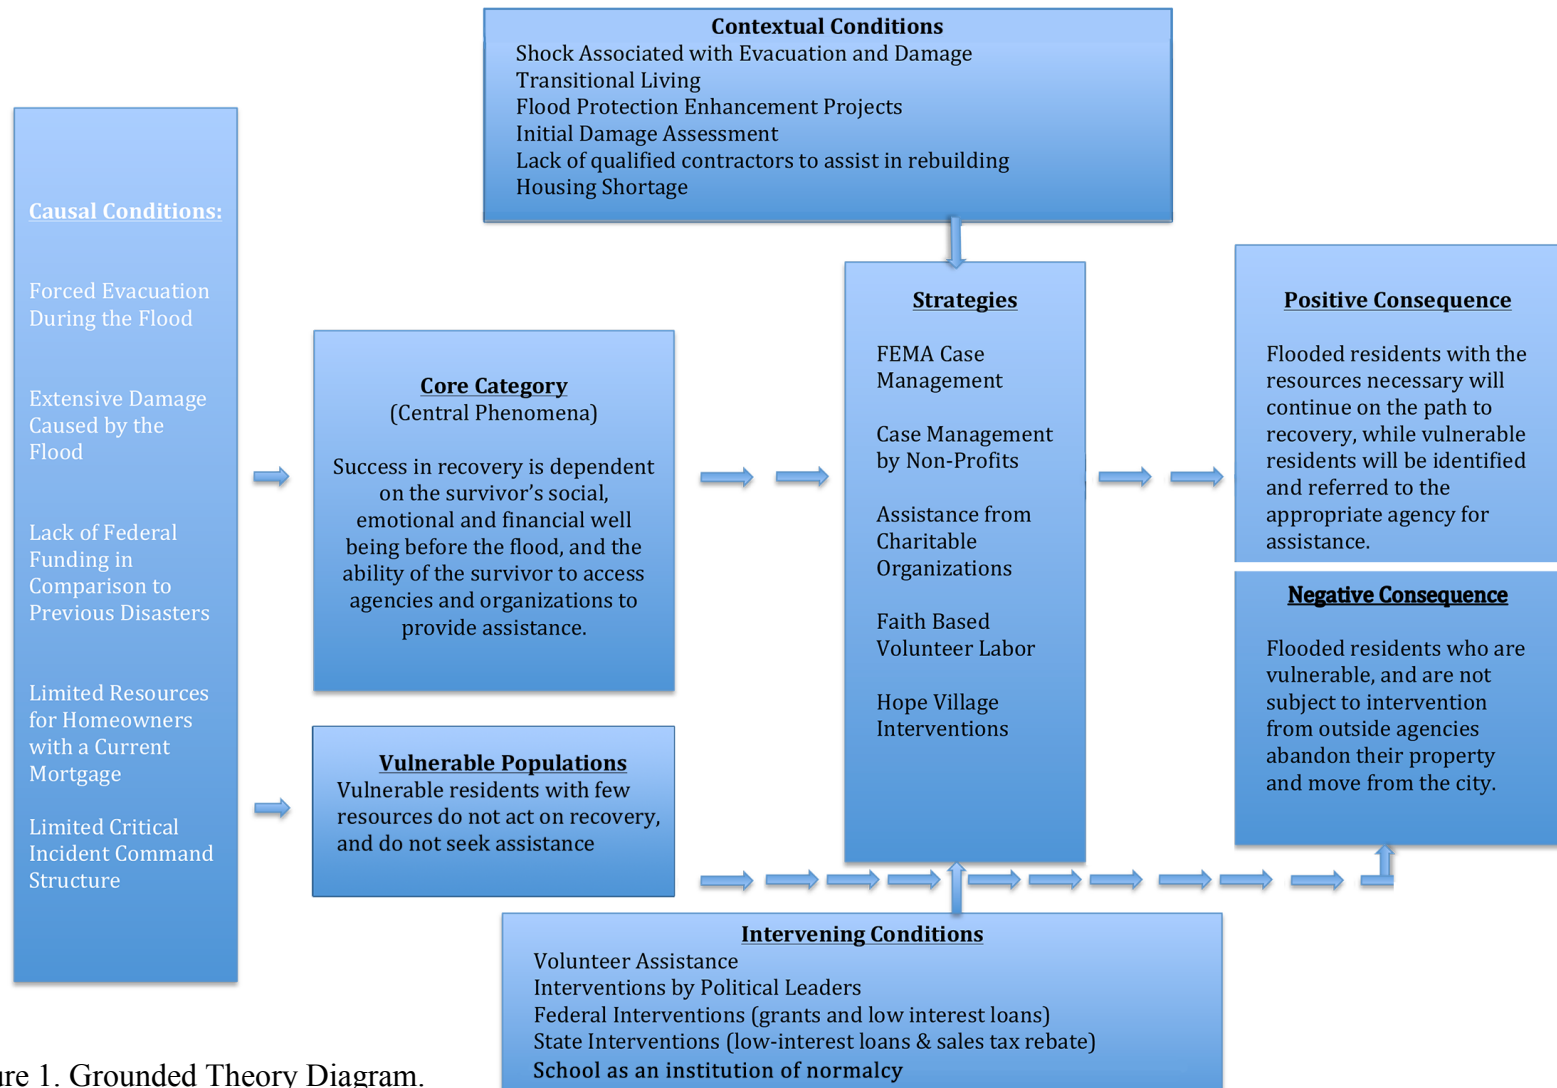 Contextual Conditions
Shock Associated with Evacuation and Damage
Transitional Living
Flood Protection Enhancement Projects
Initial Damage Assessment
Lack of qualified contractors to assist in rebuilding
Housing Shortage
Causal Conditions:
Forced Evacuation
During the Flood
Extensive Damage
Caused by the
Flood
Lack of Federal
Funding in
Comparison to
Previous Disasters
Limited Resources
for Homeowners
with a Current
Mortgage
Limited Critical
Incident Command
Structure
Core Category
(Central Phenomena)
Success in recovery is dependent
on the survivor’s social,
emotional and financial well
being before the flood, and the
ability of the survivor to access
agencies and organizations to
provide assistance.
Vulnerable Populations
Vulnerable residents with few
resources do not act on recovery,
and do not seek assistance
Strategies
FEMA Case
Management
Case Management
by Non-Profits
Assistance from
Charitable
Organizations
Faith Based
Volunteer Labor
Hope Village
Interventions
Positive Consequence
Flooded residents with the
resources necessary will
continue on the path to
recovery, while vulnerable
residents will be identified
and referred to the
appropriate agency for
assistance.
Negative Consequence
Flooded residents who are
vulnerable, and are not
subject to intervention
from outside agencies
abandon their property
and move from the city.
Intervening Conditions
Volunteer Assistance
Interventions by Political Leaders
Federal Interventions (grants and low interest loans)
State Interventions (low-interest loans & sales tax rebate)
School as an institution of normalcy
ure 1. Grounded Theory Diagram.